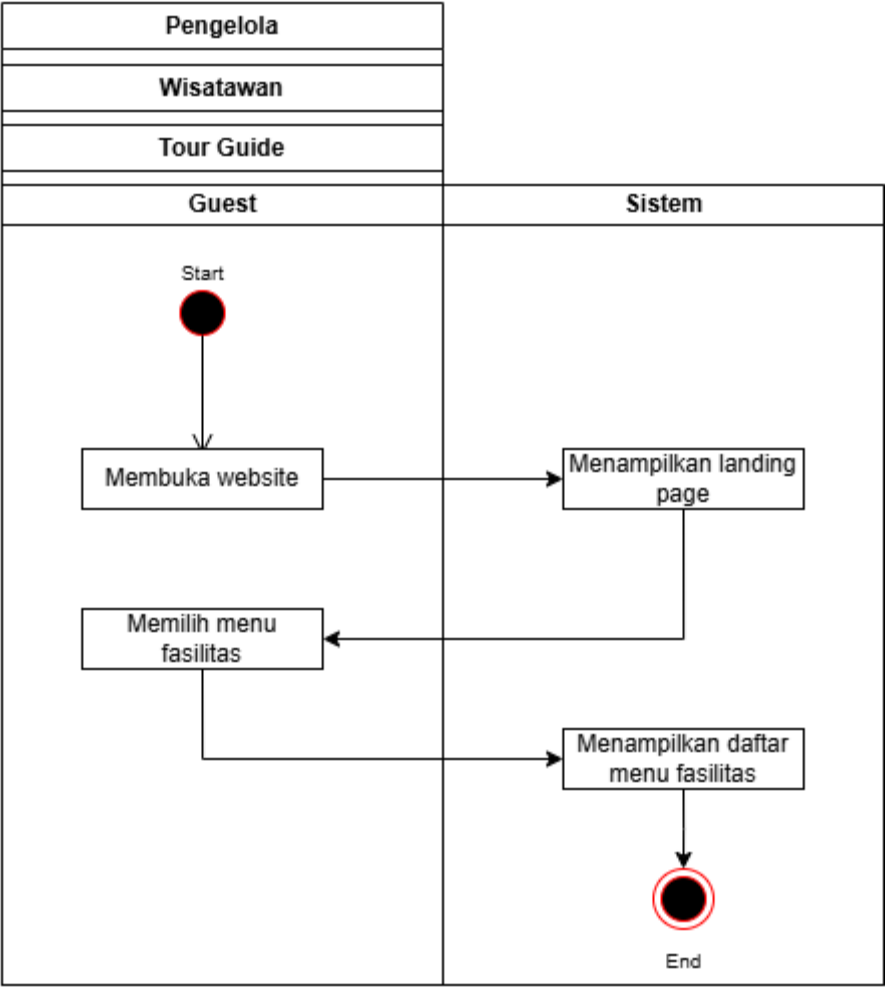 Pengelola
Wisatawan
Tour Guide
Guest
Sistem
Start
Membuka website
Menampilkan landing
page
Memilih menu
fasilitas
Menampilkan daftar
menu fasilitas
End